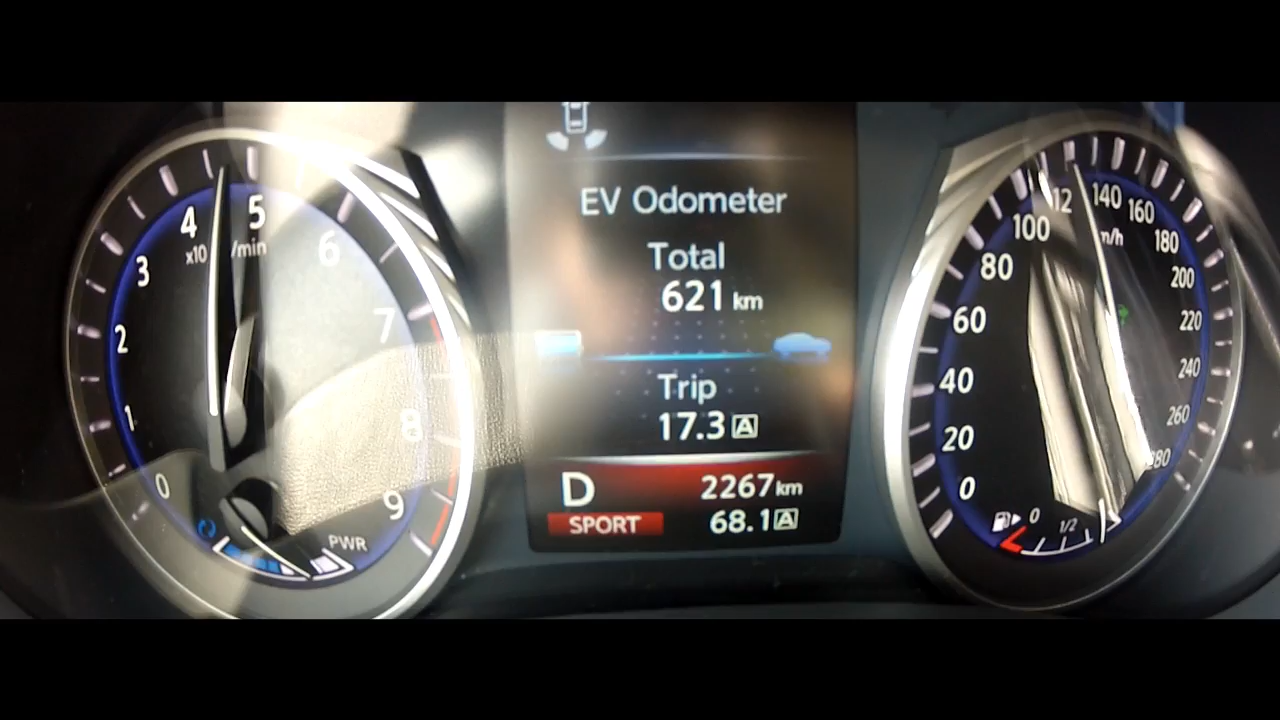 EV Odometer
Total
621 km
Trip
17.3 A
D 2267 km
SPORT 68.1 A
0 1 2 3 4 5 6 7 8 9
x10 /min
PWR
0 20 40 60 80 100 12 140 160 180 200 220 240 260 280
m/h
0 1/2